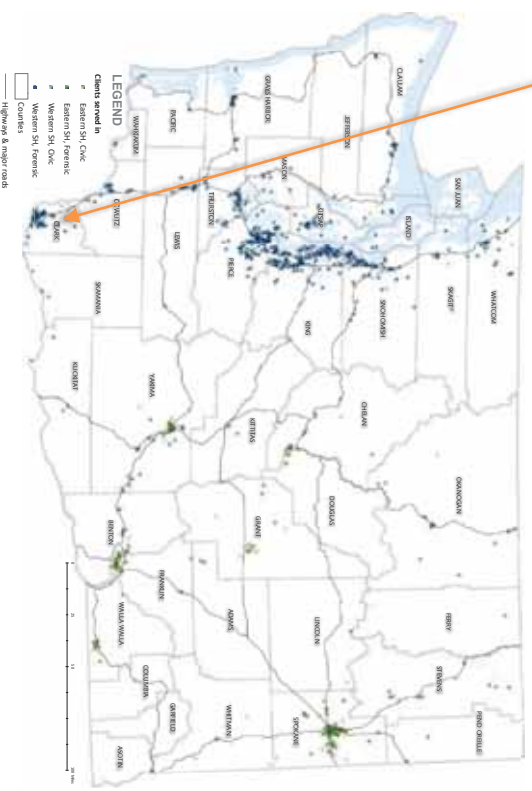 CLALLAM
SAN JUAN
WHATCOM
JEFFERSON
ISLAND
SKAGIT
OKANOGAN
FERRY
STEVENS
PEND OREILLE
GRAYS HARBOR
MASON
KITSAP
SNOHOMISH
CHELAN
DOUGLAS
LINCOLN
SPOKANE
KING
KITTITAS
GRANT
ADAMS
WHITMAN
PACIFIC
THURSTON
PIERCE
LEWIS
YAKIMA
FRANKLIN
GARFIELD
WAHKIAKUM
COWLITZ
COLUMBIA
BENTON
WALLA WALLA
ASOTIN
CLARK
SKAMANIA
KLICKITAT
LEGEND
Clients served in
Eastern SH, Civic
Eastern SH, Forensic
Western SH, Civic
Western SH, Forensic
Counties
Highways & major roads